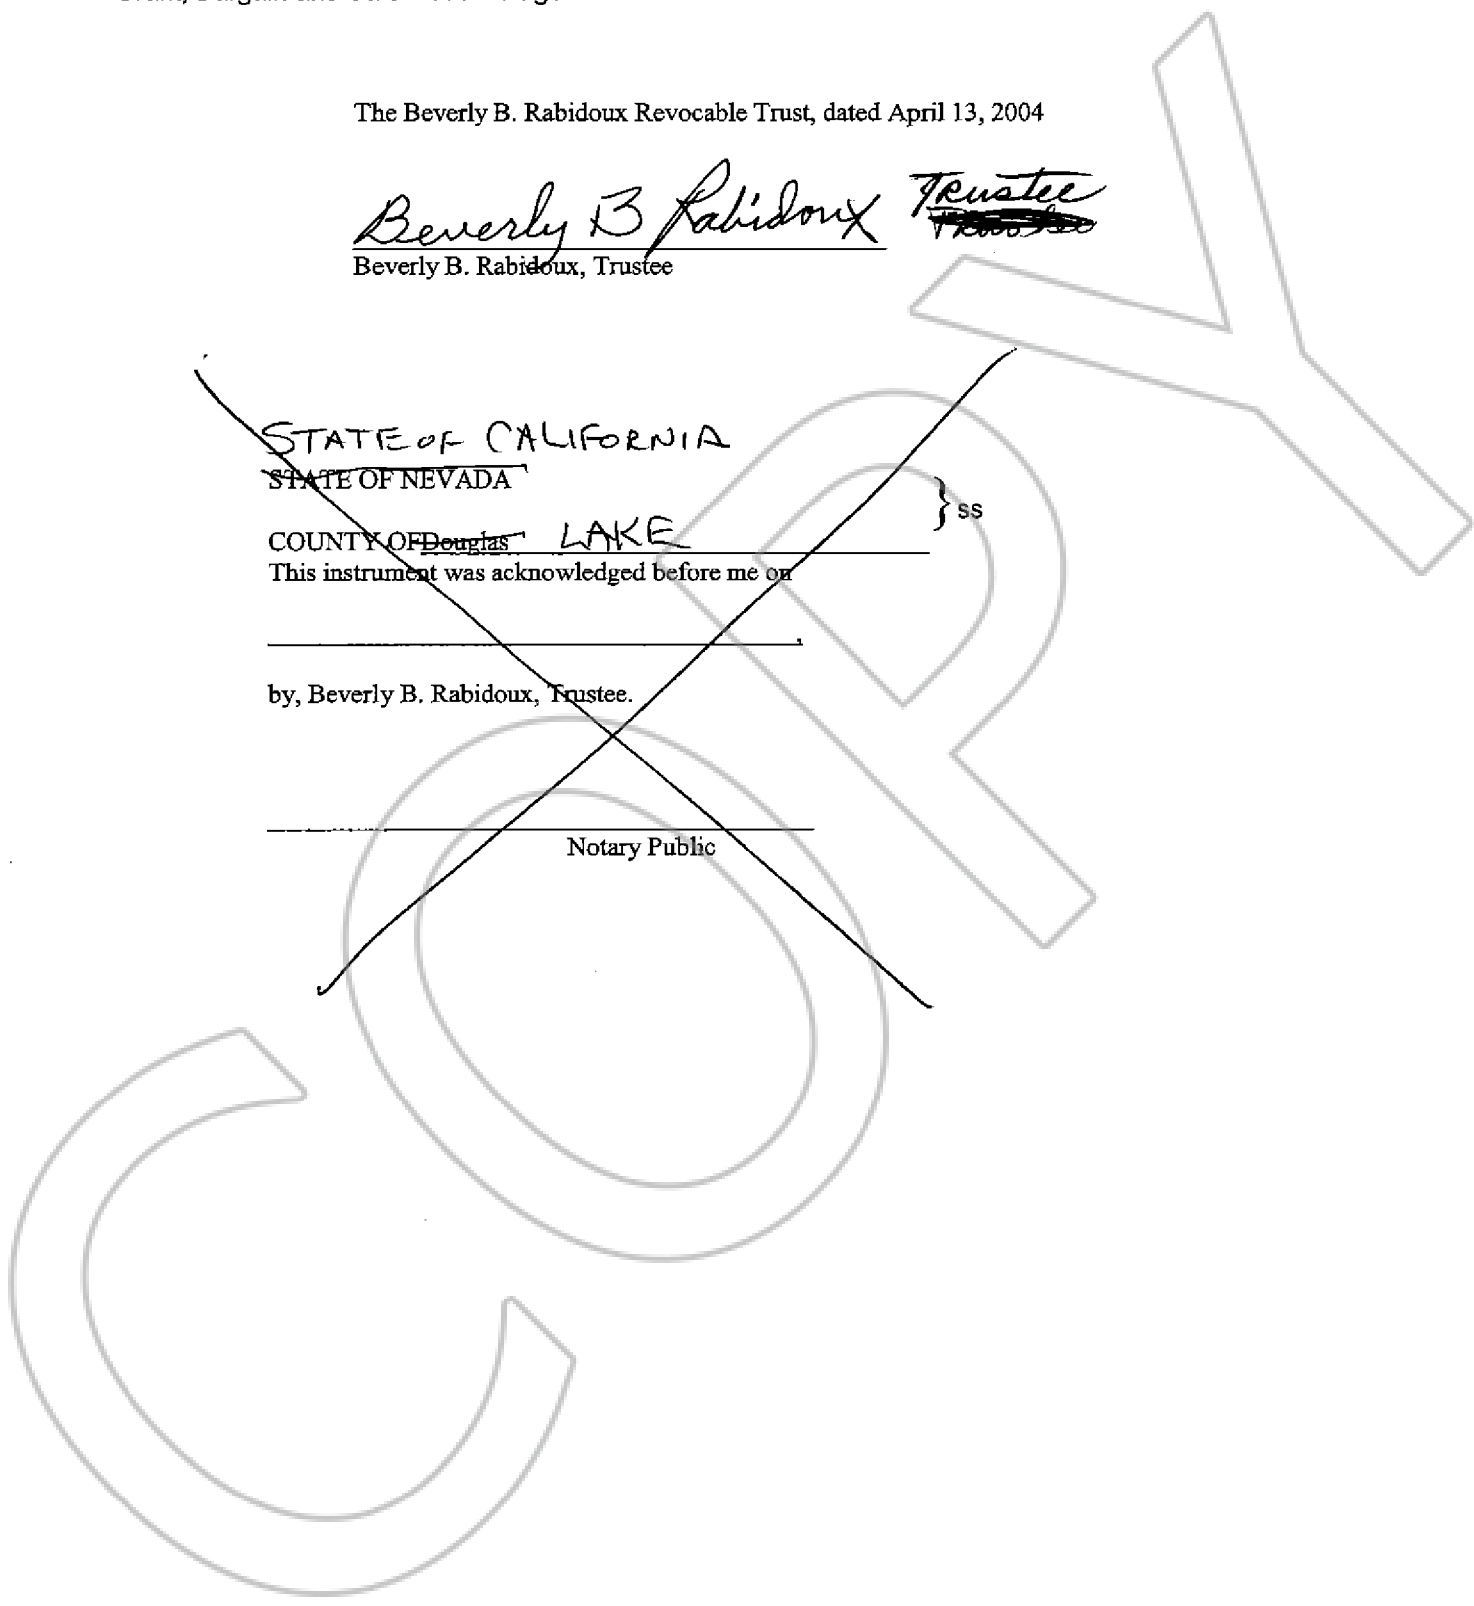 The Beverly B. Rabidoux Revocable Trust, dated April 13, 2004
Beverly B Rabidoux Trustee
Beverly B. Rabidoux, Trustee
STATE OF CALIFORNIA
STATE OF NEVADA
COUNTY OF Douglas LAKE
} ss
This instrument was acknowledged before me on
by, Beverly B. Rabidoux, Trustee.
Notary Public
COPY